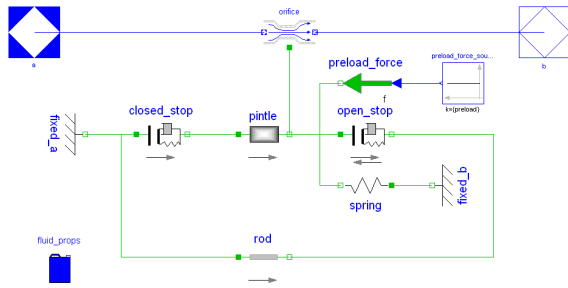 orifice
a
b
preload_force
preload_force_sou...
f
k={preload}
closed_stop
pintle
open_stop
fixed_a
fixed_b
spring
fluid_props
rod